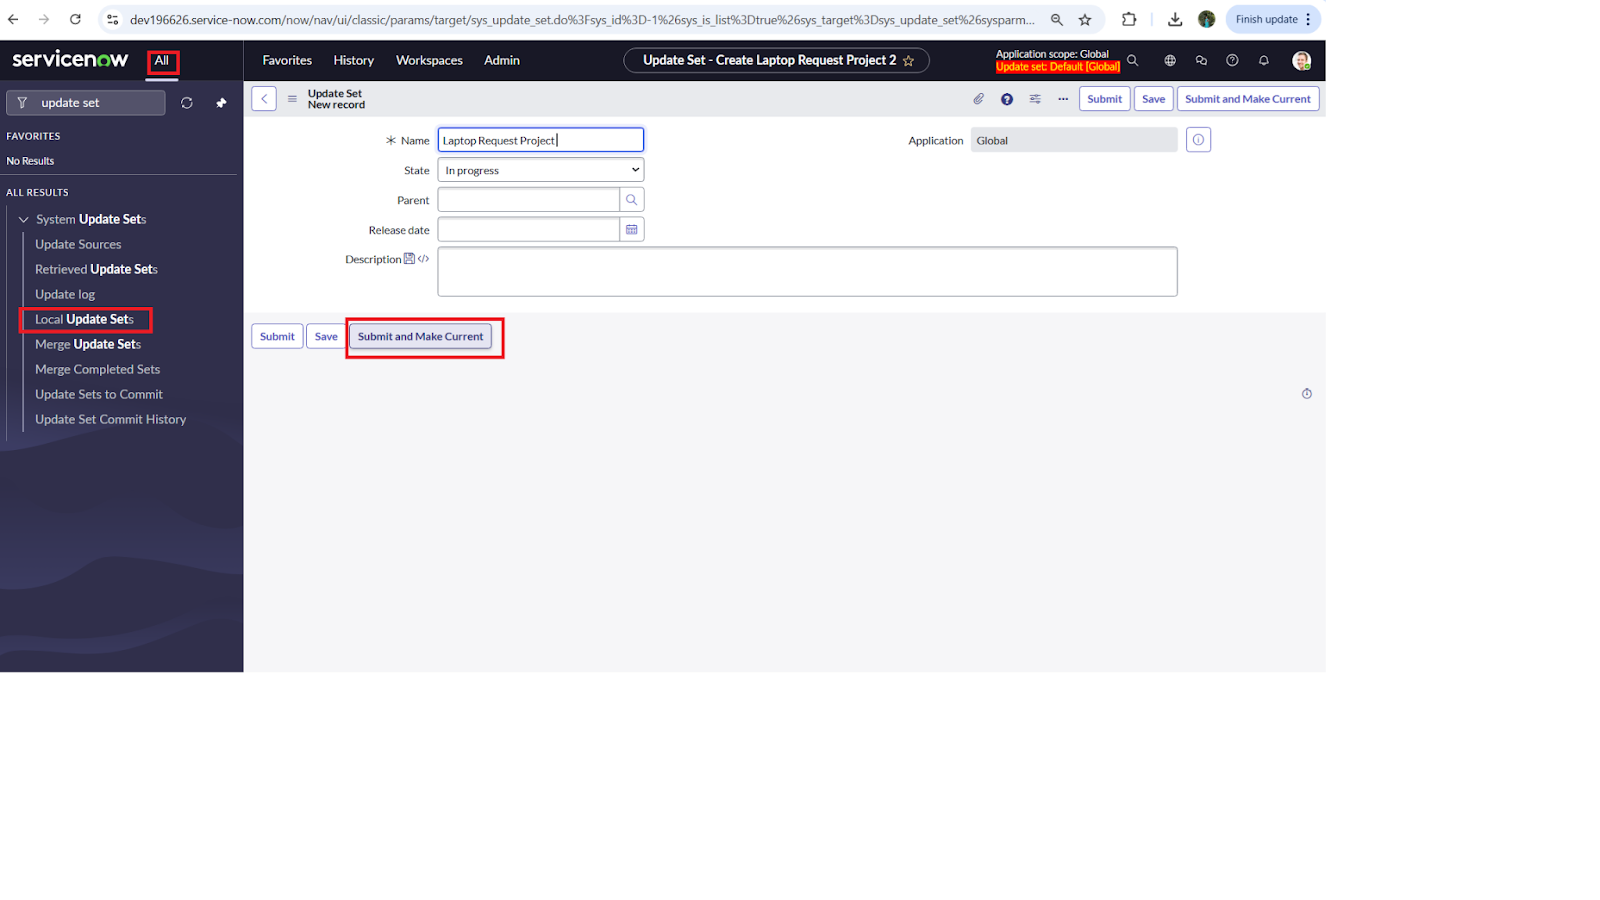 dev196626.service-now.com/now/nav/ui/classic/params/target/sys_update_set.do%3Fsys_id%3D-1%26sys_is_list%3Dtrue%26sys_target%3Dsys_update_set%26sysparm...
Finish update
servicenow
All
Favorites
History
Workspaces
Admin
Update Set - Create Laptop Request Project 2
Application scope: Global
Update set: Default [Global]
update set
Update Set
New record
Submit
Save
Submit and Make Current
FAVORITES
No Results
ALL RESULTS
System Update Sets
Update Sources
Retrieved Update Sets
Update log
Local Update Sets
Merge Update Sets
Merge Completed Sets
Update Sets to Commit
Update Set Commit History
Name
Laptop Request Project
Application
Global
State
In progress
Parent
Release date
Description
Submit
Save
Submit and Make Current